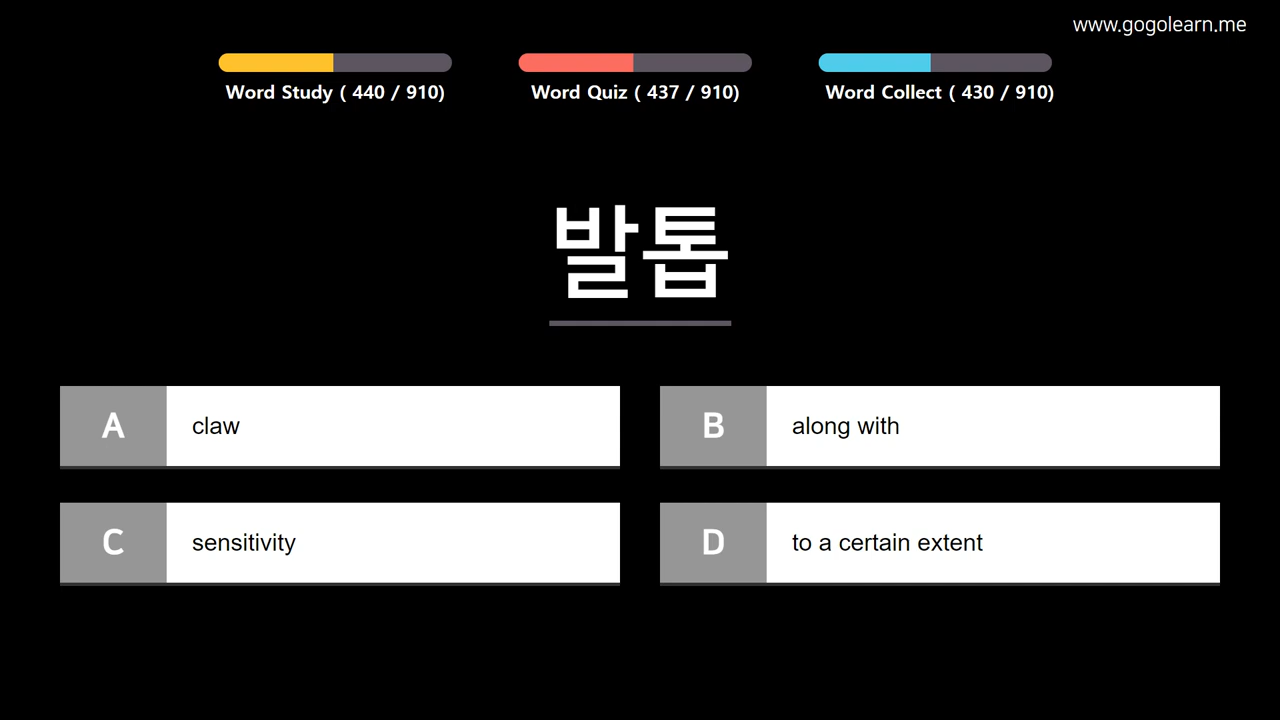 www.gogolearn.me
Word Study ( 440 / 910)
Word Quiz ( 437 / 910)
Word Collect ( 430 / 910)
발톱
A claw
B along with
C sensitivity
D to a certain extent